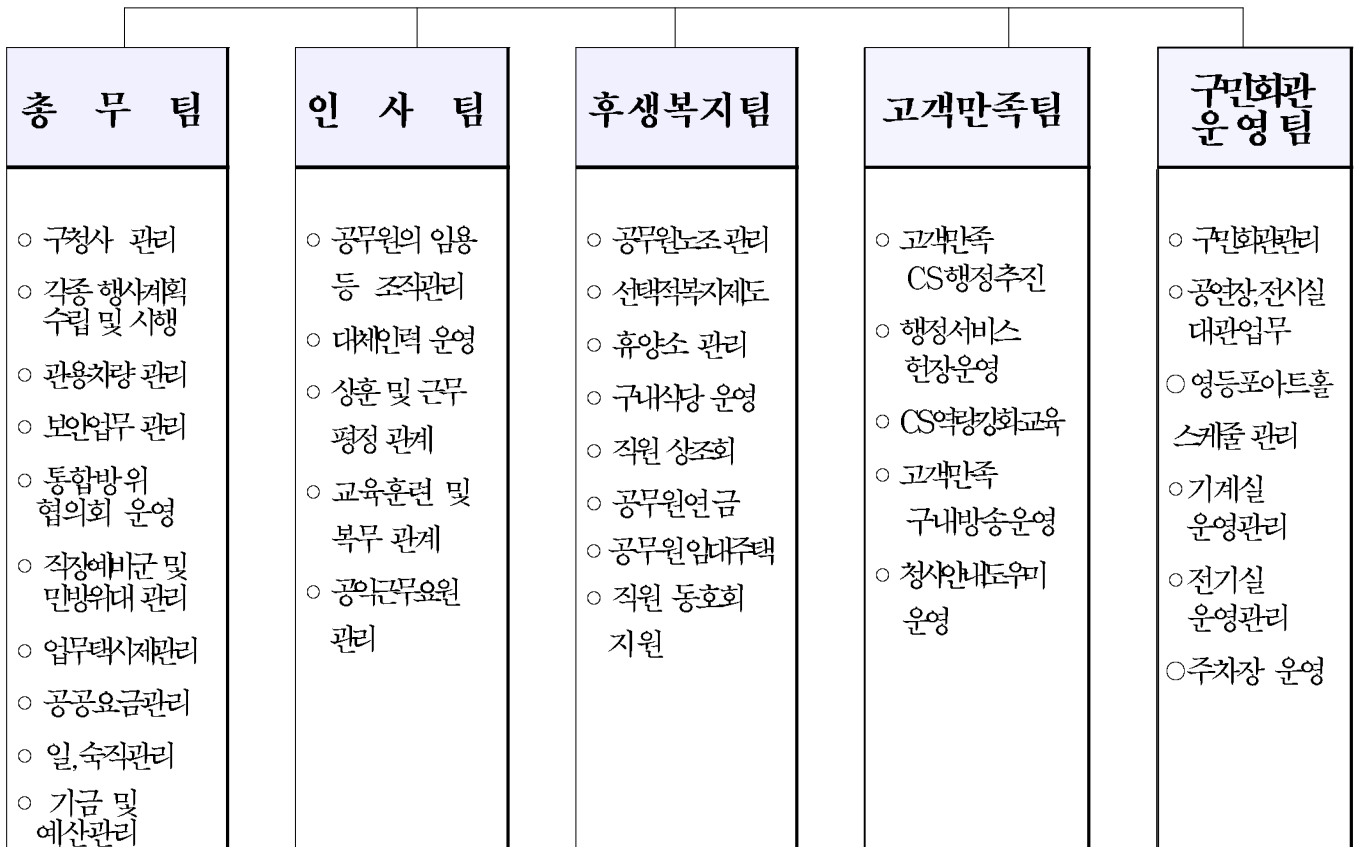 총 무 팀
○ 구청사 관리
○ 각종 행사계획
수립 및 시행
○ 관용차량 관리
○ 보안업무 관리
○ 통합방위
협의회 운영
○ 직장예비군 및
민방위대 관리
○ 업무택시제관리
○ 공공요금관리
○ 일,숙직관리
○ 기금 및
예산관리
인 사 팀
○ 공무원의 임용
등 조직관리
○ 대체인력 운영
○ 상훈 및 근무
평정 관계
○ 교육훈련 및
복무 관계
○ 공익근무요원
관리
후생복지팀
○ 공무원노조 관리
○ 선택적복지제도
○ 휴양소 관리
○ 구내식당 운영
○ 직원 상조회
○ 공무원연금
○ 공무원임대주택
○ 직원 동호회
지원
고객만족팀
○ 고객만족
CS행정추진
○ 행정서비스
헌장운영
○ CS역량강화교육
○ 고객만족
구내방송운영
○ 청사안내도우미
운영
구민회관
운영팀
○ 구민회관관리
○ 공연장,전시실
대관업무
○ 영등포아트홀
스케줄 관리
○ 기계실
운영관리
○ 전기실
운영관리
○주차장 운영